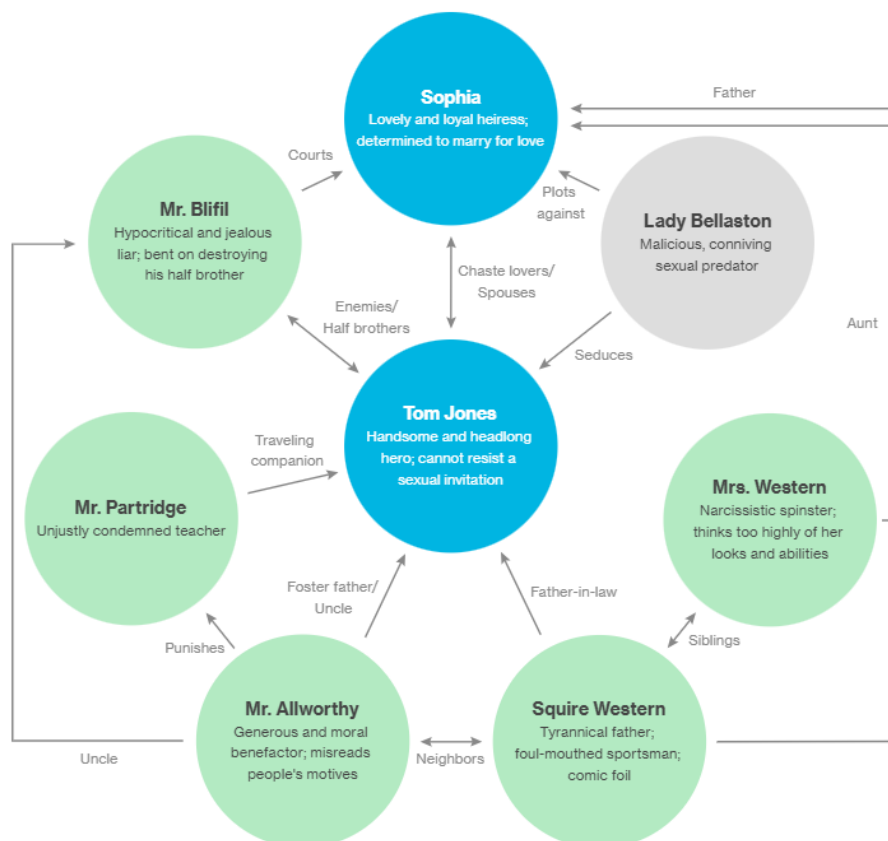 Sophia
Lovely and loyal heiress;
determined to marry for love
Father
Courts
Plots
against
Mr. Blifil
Hypocritical and jealous
liar; bent on destroying
his half brother
Lady Bellaston
Malicious, conniving
sexual predator
Chaste lovers/
Spouses
Enemies/
Half brothers
Aunt
Seduces
Tom Jones
Handsome and headlong
hero; cannot resist a
sexual invitation
Traveling
companion
Mr. Partridge
Unjustly condemned teacher
Mrs. Western
Narcissistic spinster;
thinks too highly of her
looks and abilities
Foster father/
Uncle
Father-in-law
Punishes
Siblings
Mr. Allworthy
Generous and moral
benefactor; misreads
people's motives
Squire Western
Tyrannical father;
foul-mouthed sportsman;
comic foil
Uncle
Neighbors